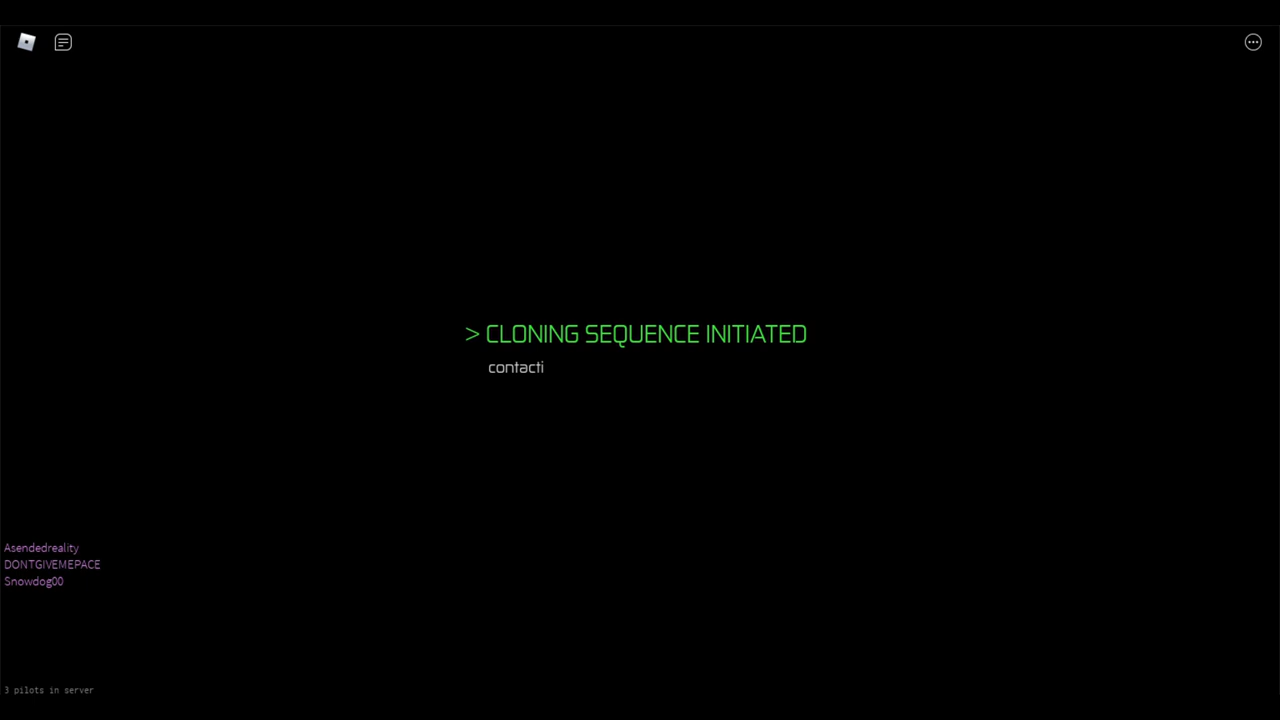 > CLONING SEQUENCE INITIATED
contacti
Asendedreality
DONTGIVEMEPACE
Snowdog00
3 pilots in server